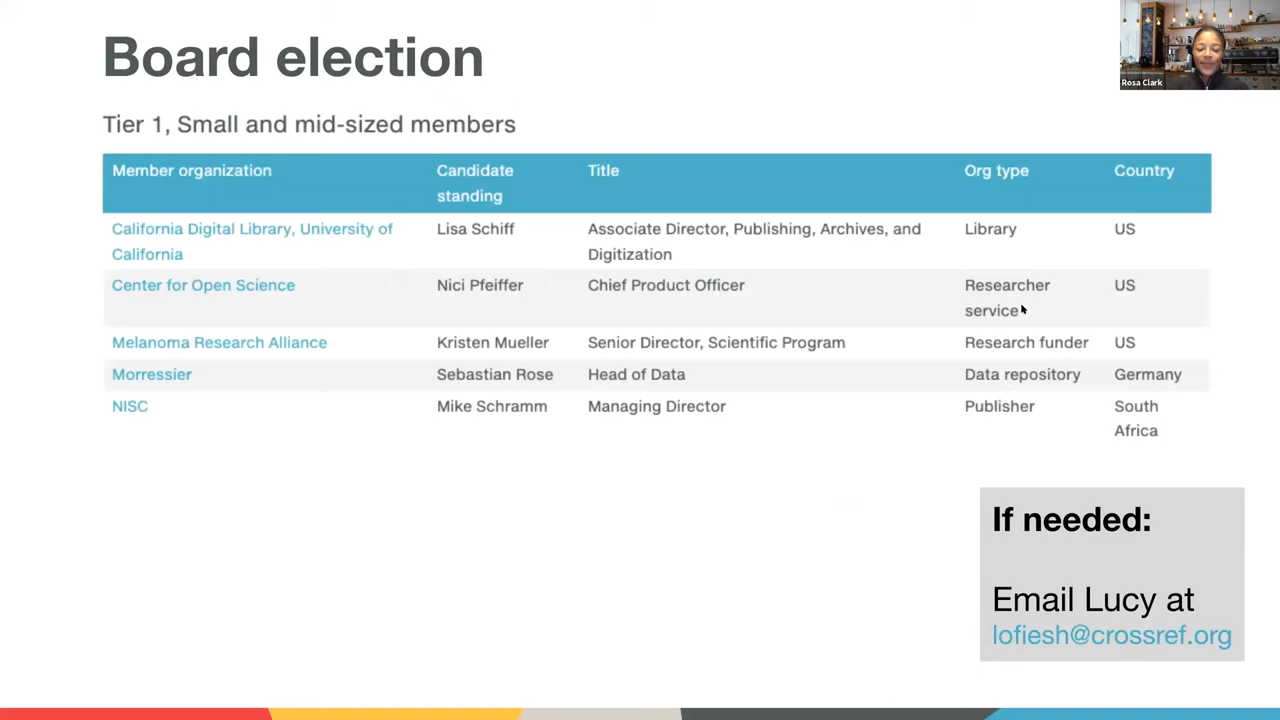 Board election
Rosa Clark
Tier 1, Small and mid-sized members
Member organization Candidate standing Title Org type Country
California Digital Library, University of California Lisa Schiff Associate Director, Publishing, Archives, and Digitization Library US
Center for Open Science Nici Pfeiffer Chief Product Officer Researcher service US
Melanoma Research Alliance Kristen Mueller Senior Director, Scientific Program Research funder US
Morressier Sebastian Rose Head of Data Data repository Germany
NISC Mike Schramm Managing Director Publisher South Africa
If needed:
Email Lucy at
lofiesh@crossref.org